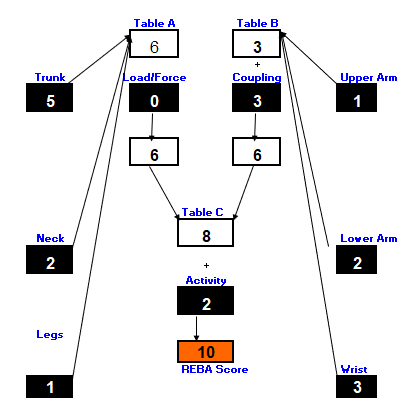 Table A Table B
6 3
+
Trunk Load/Force Coupling Upper Arm
5 0 3 1
6 6
Table C
8
Neck Lower Arm
2 2
+
Activity
2
Legs
10
REBA Score Wrist
1 3